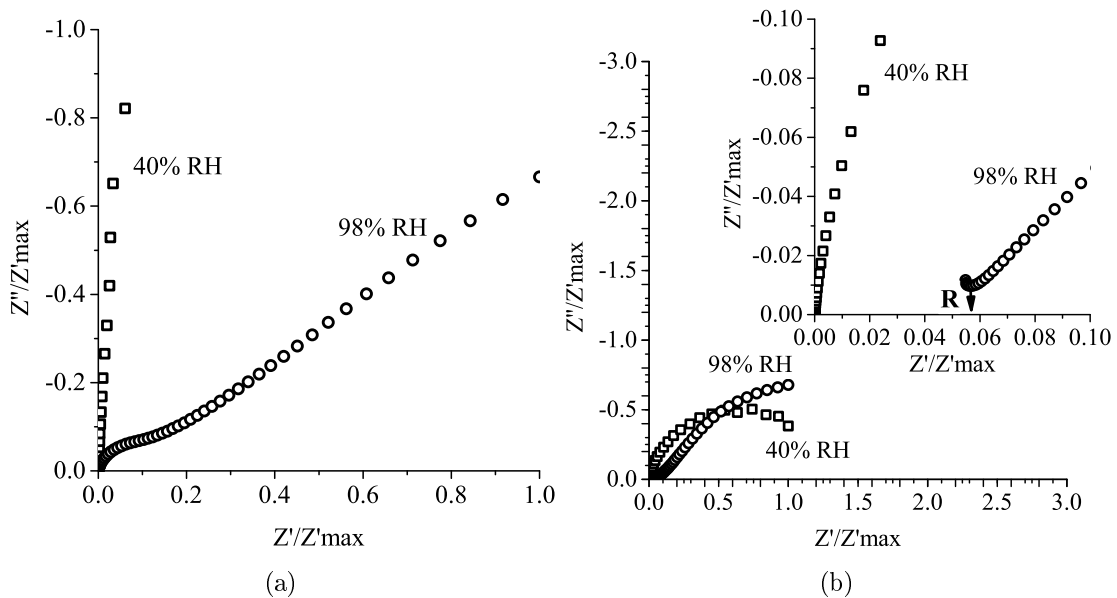 -1.0
-0.8
-0.6
-0.4
-0.2
0.0
Z''/Z'max
40% RH
98% RH
0.0 0.2 0.4 0.6 0.8 1.0
Z'/Z'max
(a)
-3.0
-2.5
-2.0
-1.5
-1.0
-0.5
0.0
Z''/Z'max
98% RH
40% RH
0.0 0.5 1.0 1.5 2.0 2.5 3.0
Z'/Z'max
-0.10
-0.08
-0.06
-0.04
-0.02
0.00
Z''/Z'max
40% RH
98% RH
R
0.00 0.02 0.04 0.06 0.08 0.10
Z'/Z'max
(b)